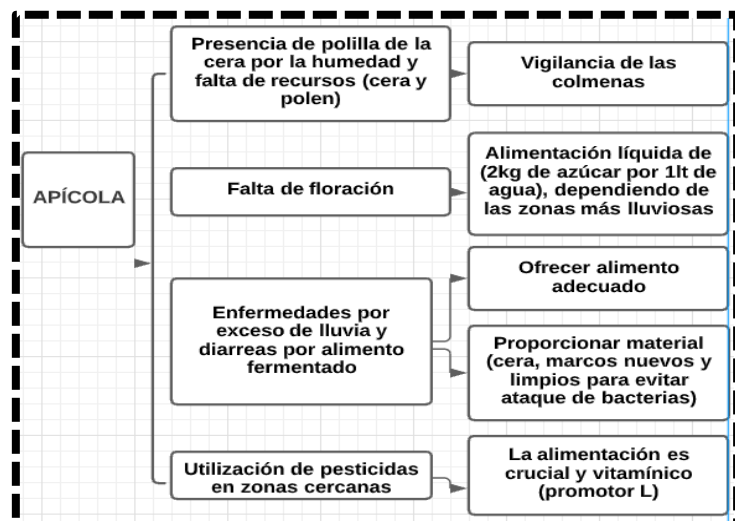 APÍCOLA
Presencia de polilla de la
cera por la humedad y
falta de recursos (cera y
polen)
Vigilancia de las
colmenas
Falta de floración
Alimentación líquida de
(2kg de azúcar por 1lt de
agua), dependiendo de
las zonas más lluviosas
Enfermedades por
exceso de lluvia y
diarreas por alimento
fermentado
Ofrecer alimento
adecuado
Proporcionar material
(cera, marcos nuevos y
limpios para evitar
ataque de bacterias)
Utilización de pesticidas
en zonas cercanas
La alimentación es
crucial y vitamínico
(promotor L)